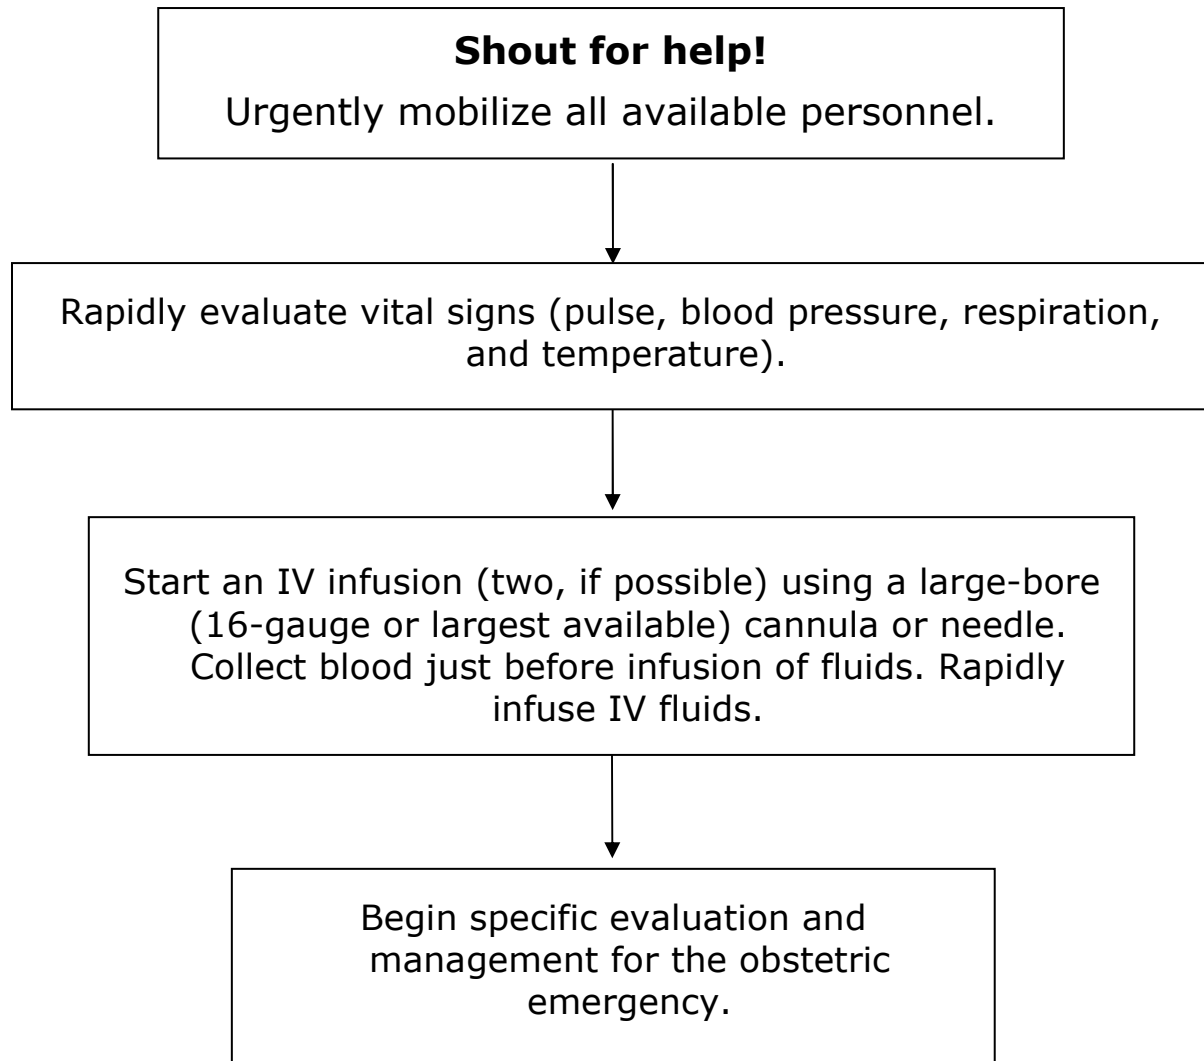 Shout for help!
Urgently mobilize all available personnel.
Rapidly evaluate vital signs (pulse, blood pressure, respiration,
and temperature).
Start an IV infusion (two, if possible) using a large-bore
(16-gauge or largest available) cannula or needle.
Collect blood just before infusion of fluids. Rapidly
infuse IV fluids.
Begin specific evaluation and
management for the obstetric
emergency.